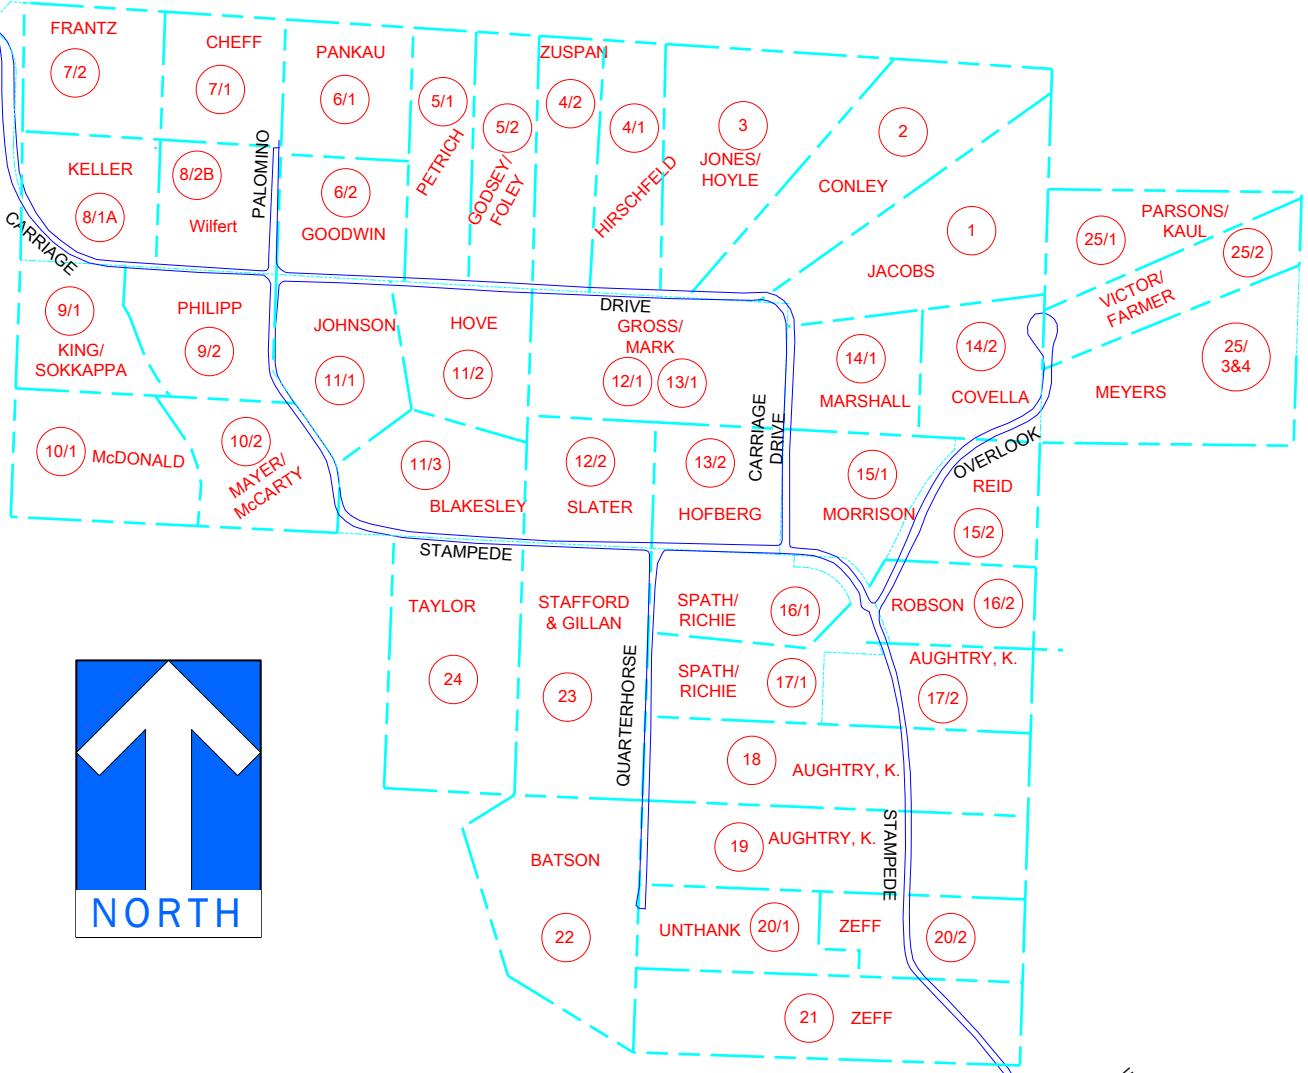 FRANTZ
7/2
CHEFF
7/1
PANKAU
6/1
5/1
PETRICH
5/2
GODSEY/
FOLEY
ZUSPAN
4/2
4/1
HIRSCHFELD
3
JONES/
HOYLE
2
CONLEY
1
JACOBS
KELLER
8/1A
8/2B
Wilfert
PALOMINO
6/2
GOODWIN
PARSONS/
KAUL
25/1
25/2
VICTOR/
FARMER
25/
3&4
MEYERS
CARRIAGE
DRIVE
9/1
KING/
SOKKAPPA
PHILIPP
9/2
JOHNSON
11/1
HOVE
11/2
GROSS/
MARK
12/1
13/1
14/1
MARSHALL
14/2
COVELLA
CARRIAGE
DRIVE
OVERLOOK
10/1
McDONALD
10/2
MAYER/
McCARTY
11/3
BLAKESLEY
12/2
SLATER
13/2
HOFBERG
15/1
MORRISON
REID
15/2
STAMPEDE
TAYLOR
24
STAFFORD
& GILLAN
23
QUARTERHORSE
SPATH/
RICHIE
16/1
ROBSON
16/2
SPATH/
RICHIE
17/1
AUGHTRY, K.
17/2
18
AUGHTRY, K.
19
AUGHTRY, K.
STAMPEDE
BATSON
22
UNTHANK
20/1
ZEFF
20/2
21
ZEFF
NORTH